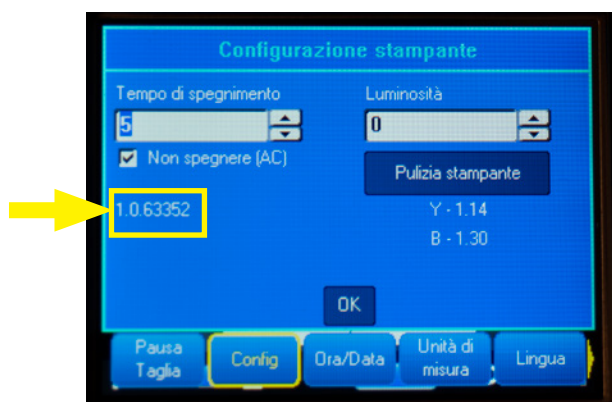 Configurazione stampante
Tempo di spegnimento
Luminosità
5
0
Non spegnere (AC)
Pulizia stampante
1.0.63352
Y - 1.14
B - 1.30
OK
Pausa
Taglia
Config
Ora/Data
Unità di
misura
Lingua